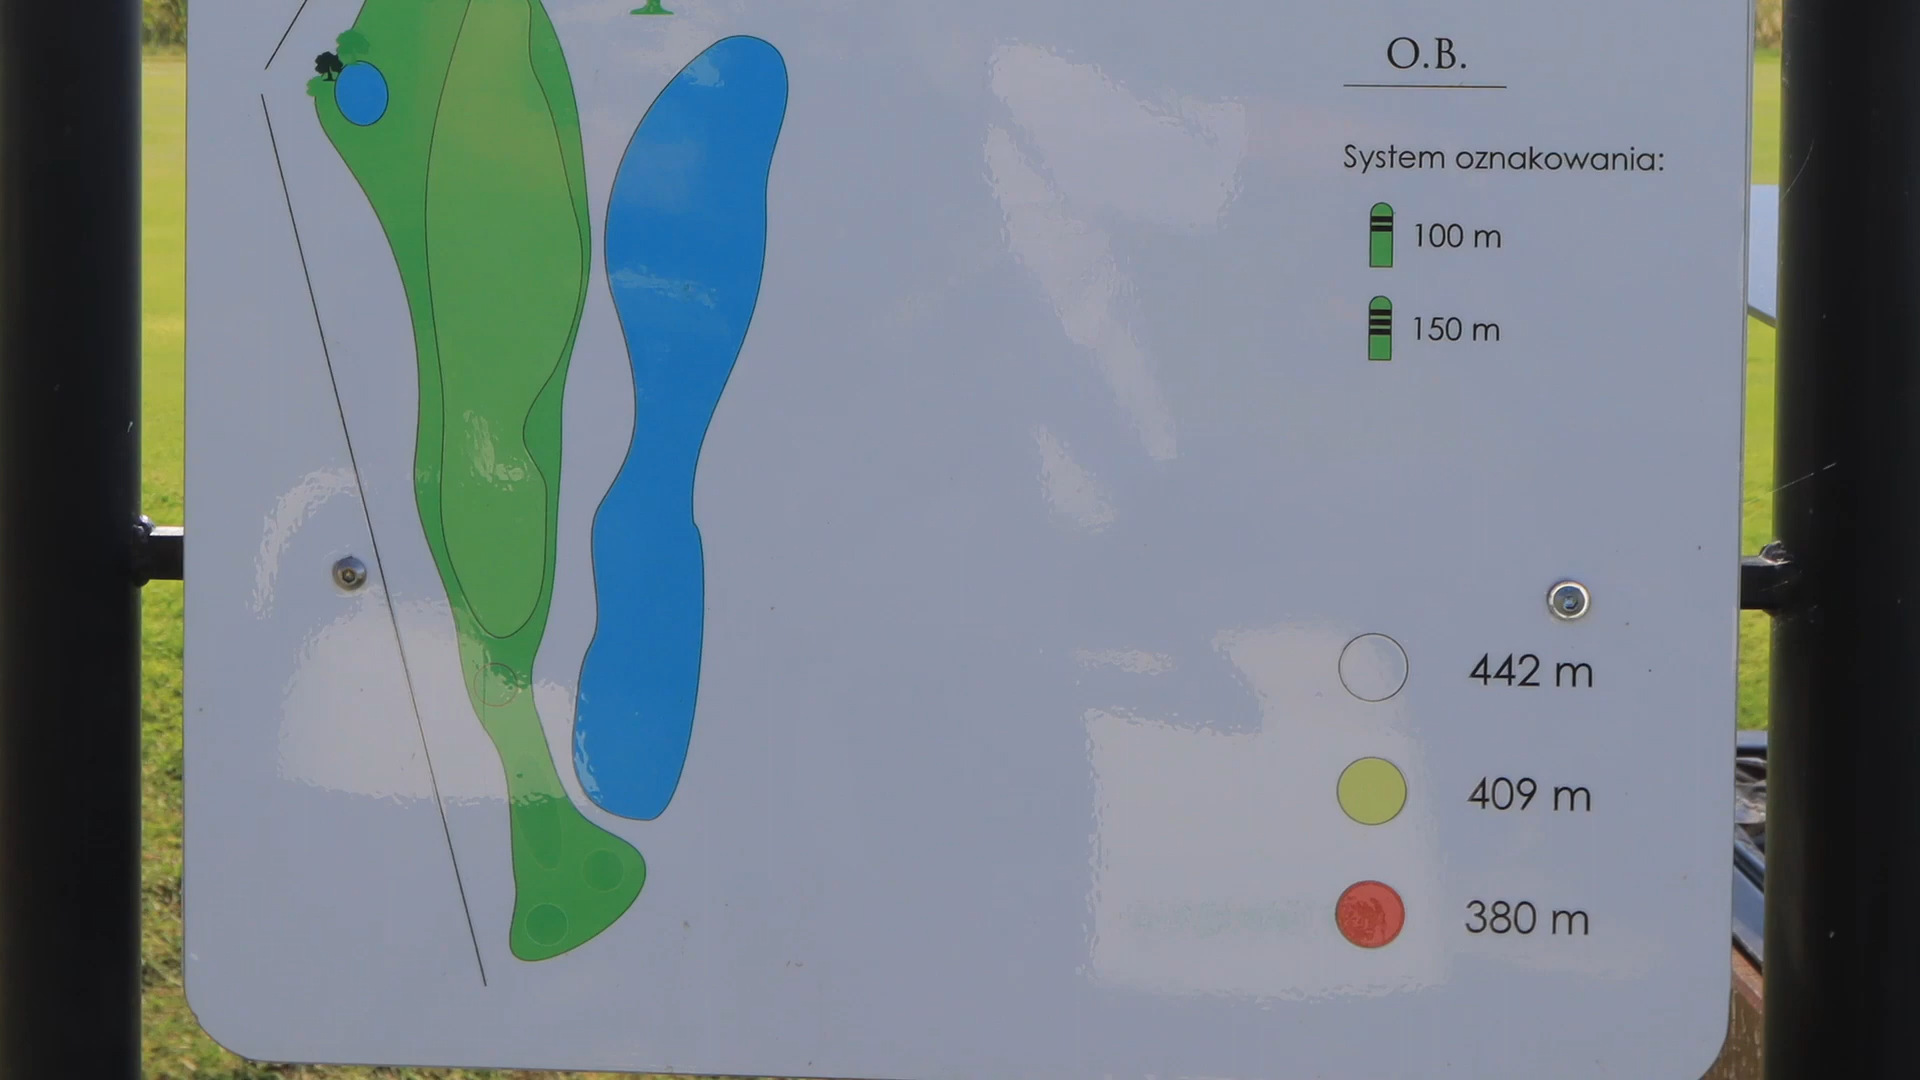 O.B.
System oznakowania:
100 m
150 m
442 m
409 m
380 m